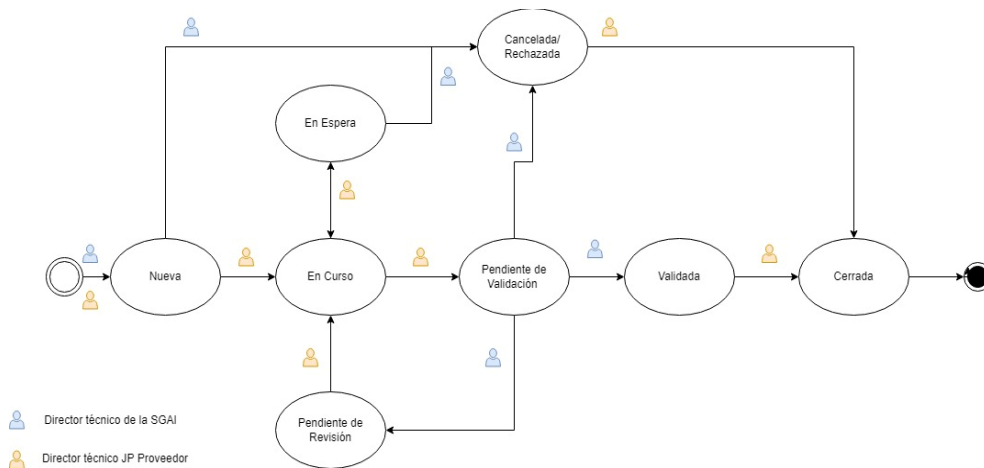 Cancelada/
Rechazada
En Espera
Nueva
En Curso
Pendiente de
Validación
Validada
Cerrada
Pendiente de
Revisión
Director técnico de la SGAI
Director técnico JP Proveedor